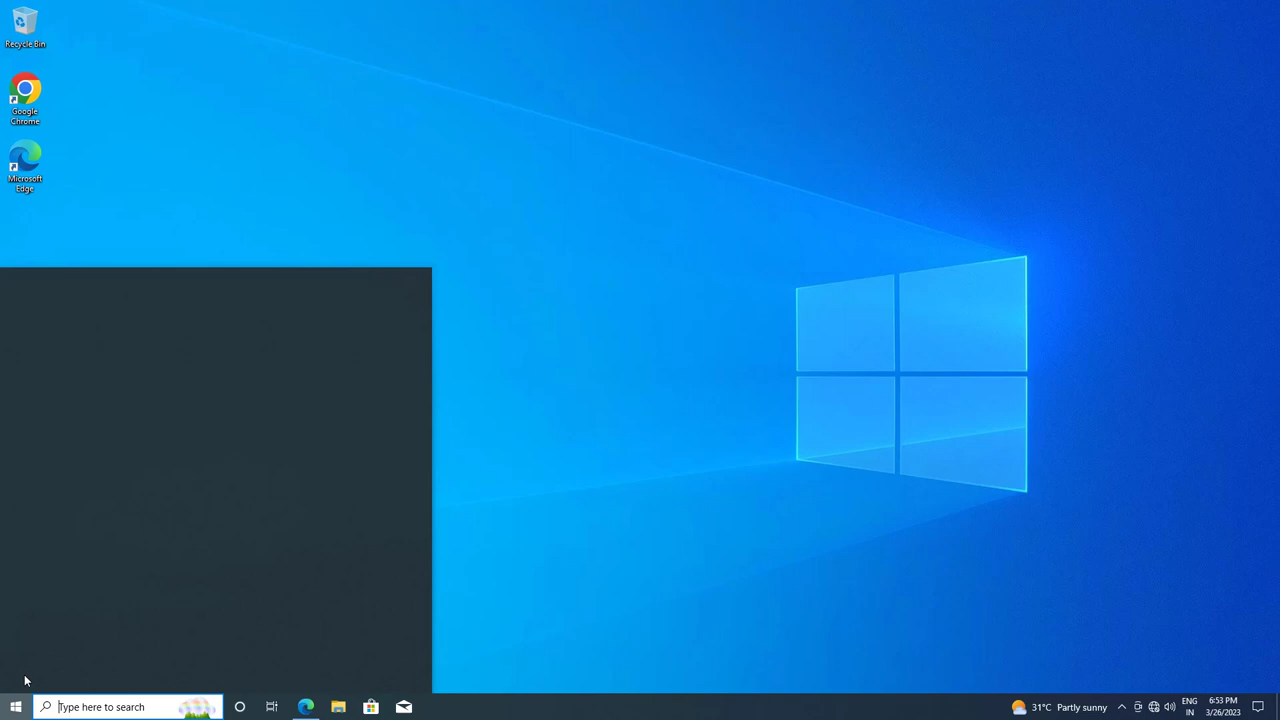 Recycle Bin
Google
Chrome
Microsoft
Edge
Type here to search
31°C Partly sunny
ENG
IN
6:53 PM
3/26/2023